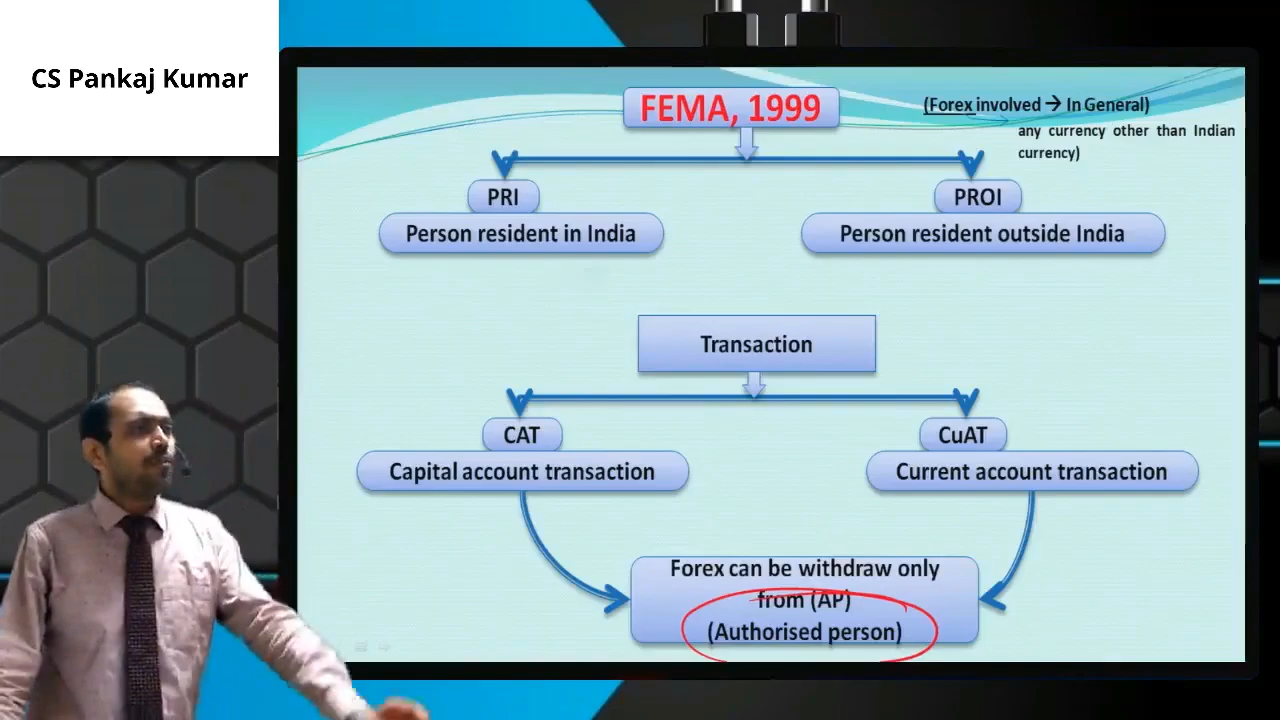 CS Pankaj Kumar
FEMA, 1999
(Forex involved → In General)
any currency other than Indian
currency)
PRI
Person resident in India
PROI
Person resident outside India
Transaction
CAT
Capital account transaction
CuAT
Current account transaction
Forex can be withdraw only
from (AP)
(Authorised person)